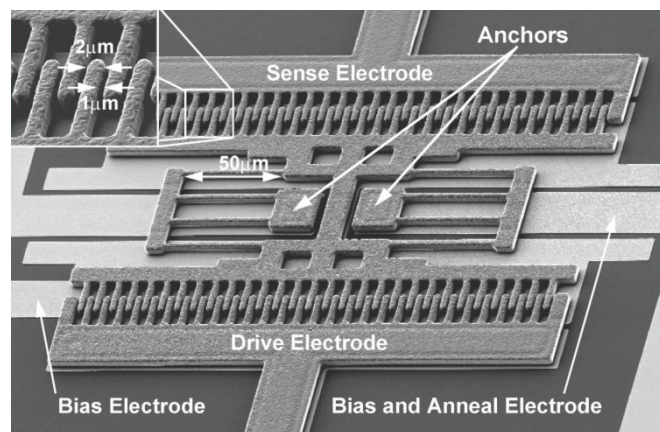 2μm
1μm
Anchors
Sense Electrode
50μm
Drive Electrode
Bias Electrode
Bias and Anneal Electrode